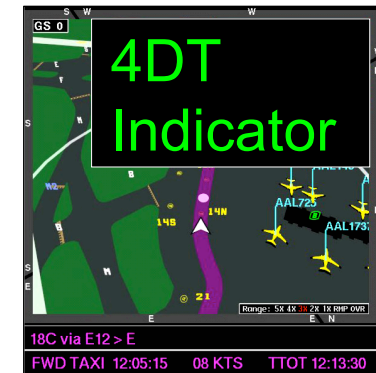 S W W
GS 0
4DT
Indicator
E
F
N
S
B
AAL725
14N
14S
B
AAL173
M
S
E
21
Range: 5X 4X 3X 2X 1X RMP OVR
E E N
18C via E12 > E
FWD TAXI 12:05:15 08 KTS TTOT 12:13:30